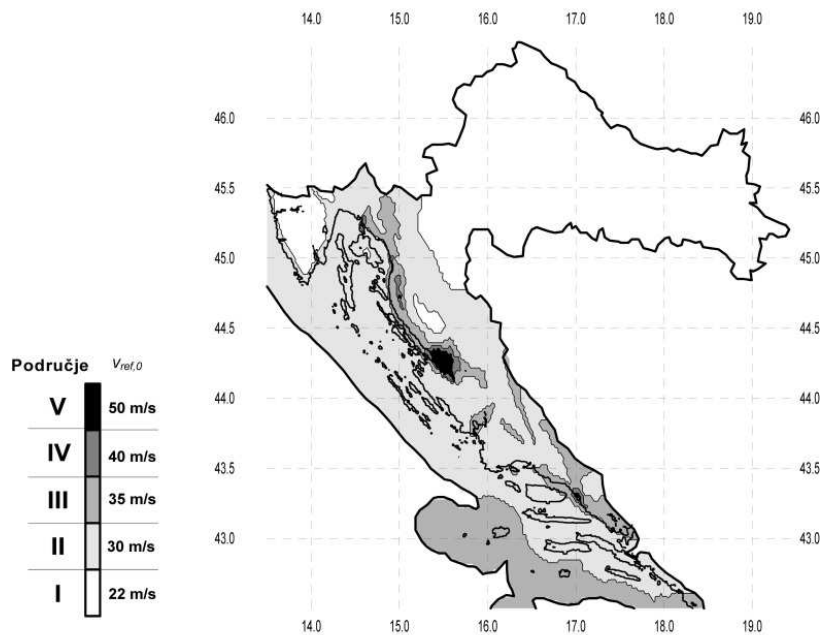 14.0 15.0 16.0 17.0 18.0 19.0
46.0 46.0
45.5 45.5
45.0 45.0
44.5 44.5
44.0 44.0
43.5 43.5
43.0 43.0
14.0 15.0 16.0 17.0 18.0 19.0
Područje Vref,0
V 50 m/s
IV 40 m/s
III 35 m/s
II 30 m/s
I 22 m/s